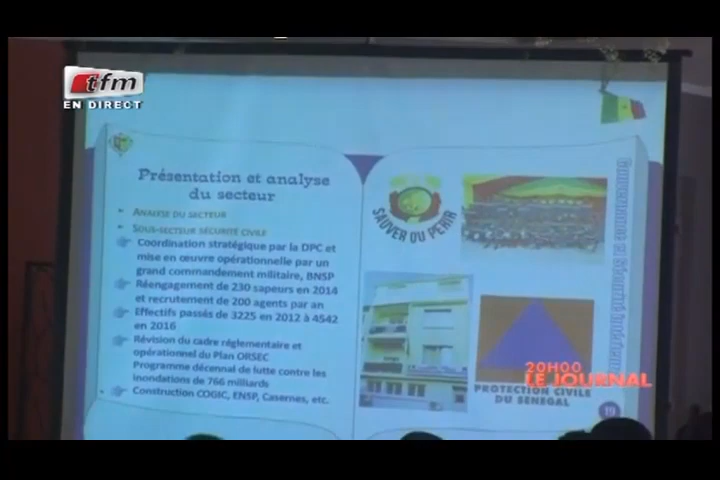 tfm
EN DIRECT
Présentation et analyse
du secteur
ANALYSE DU SECTEUR
SOUS-SECTEUR SÉCURITÉ CIVILE
Coordination stratégique par la DPC et
mise en œuvre opérationnelle par un
grand commandement militaire, BNSP
Réengagement de 230 sapeurs en 2014
et recrutement de 200 agents par an
Effectifs passés de 3225 en 2012 à 4542
en 2016
Révision du cadre réglementaire et
opérationnel du Plan ORSEC
Programme décennal de lutte contre les
inondations de 766 milliards
Construction COGIC, ENSP, Casernes, etc.
SAUVER OU PERIR
PROTECTION CIVILE
DU SENEGAL
Gouvernance et Sécurité intérieure
19
20H00
LE JOURNAL